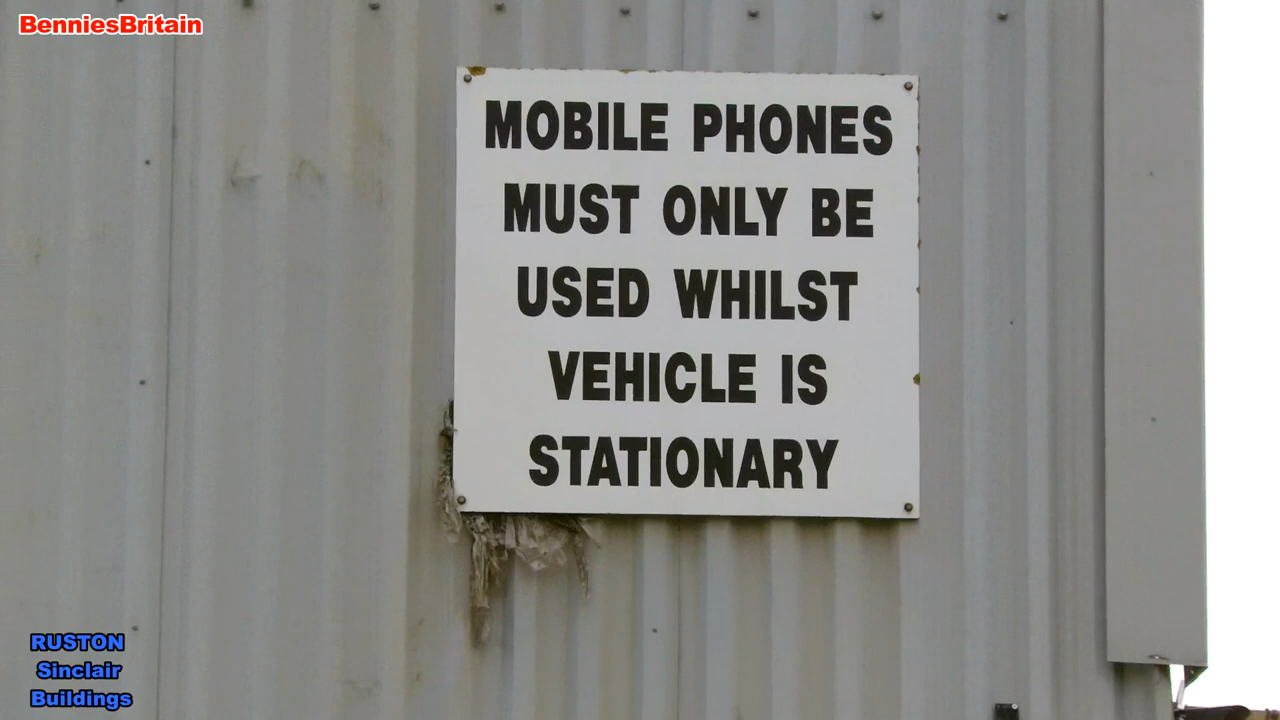 BenniesBritain
MOBILE PHONES
MUST ONLY BE
USED WHILST
VEHICLE IS
STATIONARY
RUSTON
Sinclair
Buildings